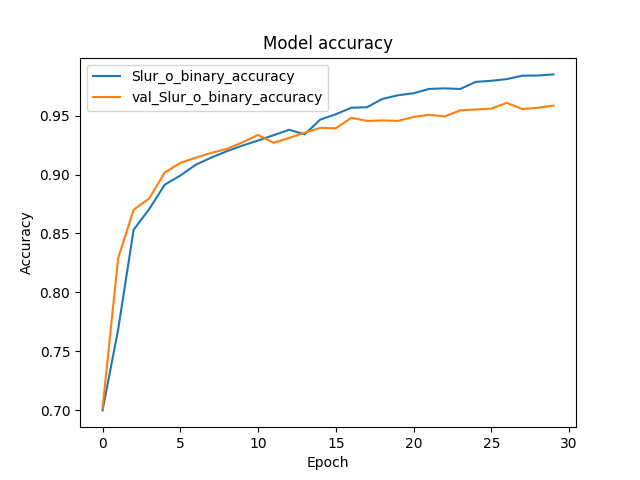 Model accuracy
Slur_o_binary_accuracy
val_Slur_o_binary_accuracy
0.95
0.90
0.85
0.80
0.75
0.70
Accuracy
0 5 10 15 20 25 30
Epoch